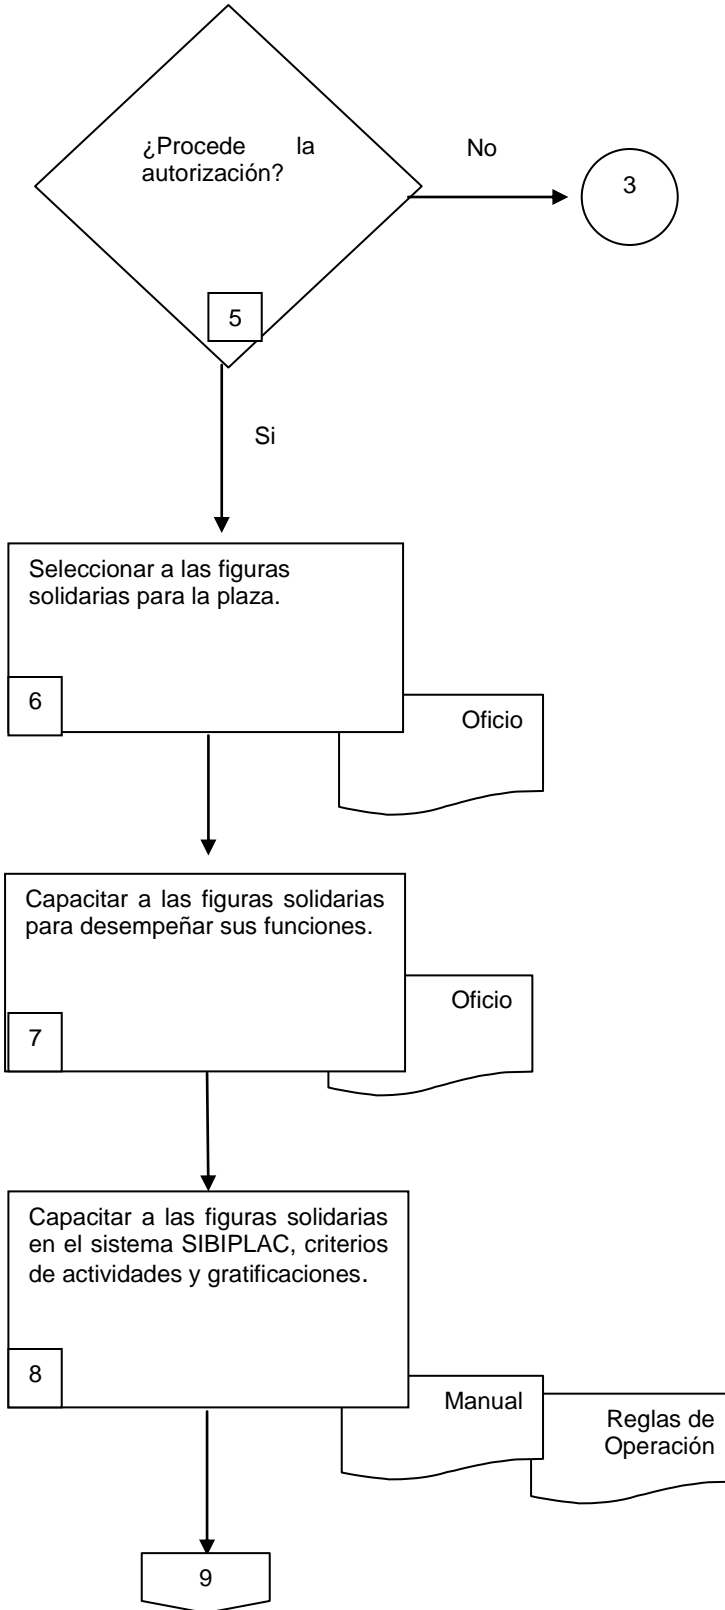 ¿Procede la
autorización?
No
3
5
Si
Seleccionar a las figuras
solidarias para la plaza.
6
Oficio
Capacitar a las figuras solidarias
para desempeñar sus funciones.
Oficio
7
Capacitar a las figuras solidarias
en el sistema SIBIPLAC, criterios
de actividades y gratificaciones.
8
Manual
Reglas de
Operación
9